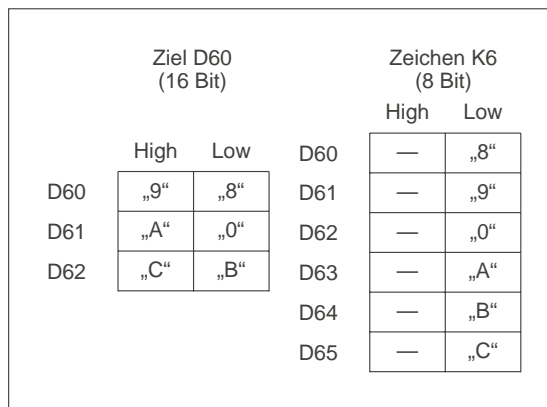 Ziel D60
(16 Bit)
High Low
D60 „9“ „8“
D61 „A“ „0“
D62 „C“ „B“
Zeichen K6
(8 Bit)
High Low
D60 — „8“
D61 — „9“
D62 — „0“
D63 — „A“
D64 — „B“
D65 — „C“